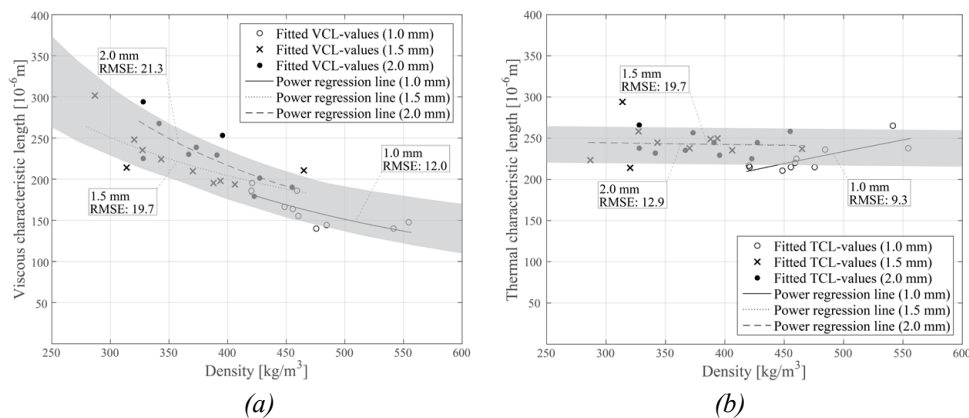 400
350
300
250
200
150
100
50
250
300
350
400
450
500
550
600
Viscous characteristic length [10⁻⁶m]
Density [kg/m³]
Fitted VCL-values (1.0 mm)
Fitted VCL-values (1.5 mm)
Fitted VCL-values (2.0 mm)
Power regression line (1.0 mm)
Power regression line (1.5 mm)
Power regression line (2.0 mm)
2.0 mm
RMSE: 21.3
1.0 mm
RMSE: 12.0
1.5 mm
RMSE: 19.7
(a)
400
350
300
250
200
150
100
50
250
300
350
400
450
500
550
600
Thermal characteristic length [10⁻⁶m]
Density [kg/m³]
1.5 mm
RMSE: 19.7
2.0 mm
RMSE: 12.9
1.0 mm
RMSE: 9.3
Fitted TCL-values (1.0 mm)
Fitted TCL-values (1.5 mm)
Fitted TCL-values (2.0 mm)
Power regression line (1.0 mm)
Power regression line (1.5 mm)
Power regression line (2.0 mm)
(b)